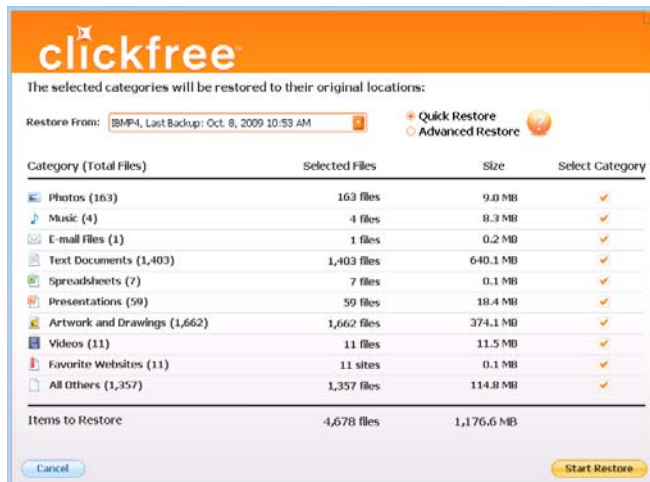 clickfree
The selected categories will be restored to their original locations:
Restore From: IBMP4, Last Backup: Oct. 8, 2009 10:53 AM
Quick Restore
Advanced Restore
?
Category (Total Files) Selected Files Size Select Category
Photos (163) 163 files 9.0 MB
Music (4) 4 files 8.3 MB
E-mail Files (1) 1 files 0.2 MB
Text Documents (1,403) 1,403 files 640.1 MB
Spreadsheets (7) 7 files 0.1 MB
Presentations (59) 59 files 18.4 MB
Artwork and Drawings (1,662) 1,662 files 374.1 MB
Videos (11) 11 files 11.5 MB
Favorite Websites (11) 11 sites 0.1 MB
All Others (1,357) 1,357 files 114.8 MB
Items to Restore 4,678 files 1,176.6 MB
Cancel Start Restore